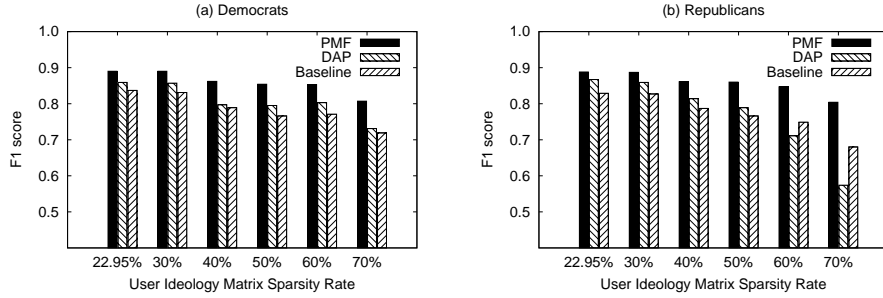 (a) Democrats
1.0
0.9
0.8
0.7
0.6
0.5
F1 score
PMF
DAP
Baseline
22.95% 30% 40% 50% 60% 70%
User Ideology Matrix Sparsity Rate
(b) Republicans
1.0
0.9
0.8
0.7
0.6
0.5
F1 score
PMF
DAP
Baseline
22.95% 30% 40% 50% 60% 70%
User Ideology Matrix Sparsity Rate